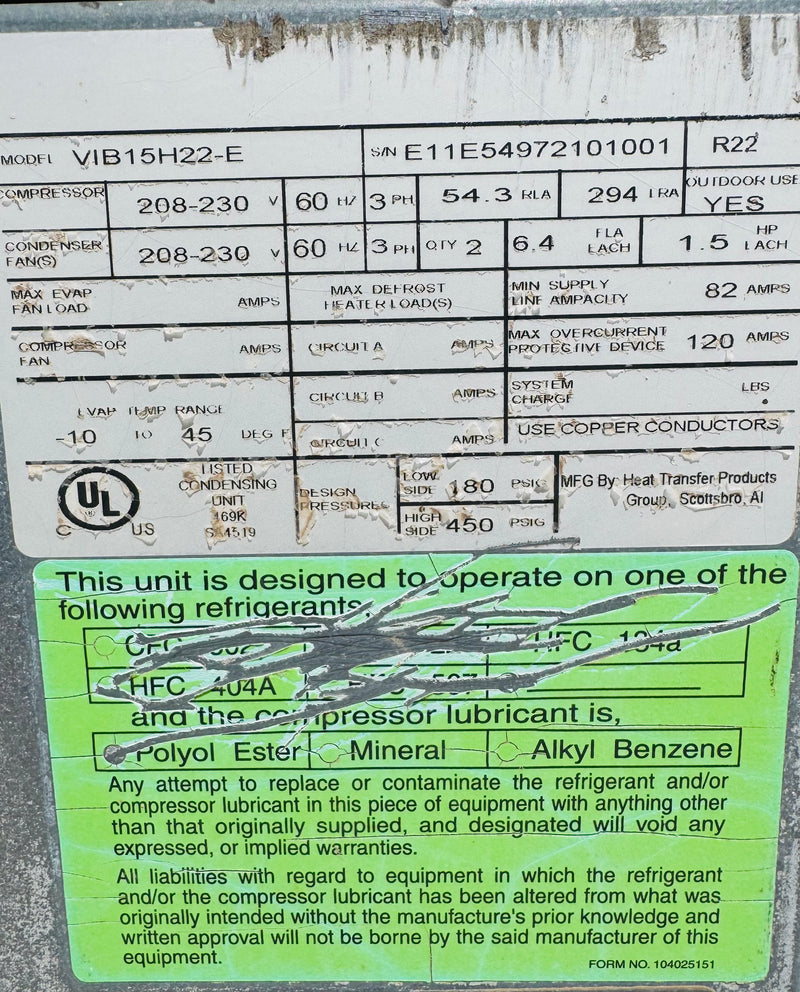 MODEL VIB15H22-E S/N E11E54972101001 R22
COMPRESSOR 208-230 V 60 HZ 3 PH 54.3 RLA 294 LRA OUTDOOR USE YES
CONDENSER FAN(S) 208-230 V 60 HZ 3 PH QTY 2 6.4 FLA EACH 1.5 HP EACH
MAX EVAP FAN LOAD AMPS MAX DEFROST HEATER LOAD(S) MIN SUPPLY LINE AMPACITY 82 AMPS
COMPRESSOR FAN AMPS CIRCUIT A AMPS MAX OVERCURRENT PROTECTIVE DEVICE 120 AMPS
EVAP TEMP RANGE CIRCUIT B AMPS SYSTEM CHARGE LBS
-10 TO 45 DEG F CIRCUIT C AMPS USE COPPER CONDUCTORS
C UL US LISTED CONDENSING UNIT 169K SA4519 DESIGN PRESSURES LOW SIDE 180 PSIG MFG By: Heat Transfer Products
HIGH SIDE 450 PSIG Group, Scottsbro, Al
This unit is designed to operate on one of the
following refrigerants,
CFC HFC 134a
HFC 404A 507
and the compressor lubricant is,
Polyol Ester Mineral Alkyl Benzene
Any attempt to replace or contaminate the refrigerant and/or
compressor lubricant in this piece of equipment with anything other
than that originally supplied, and designated will void any
expressed, or implied warranties.
All liabilities with regard to equipment in which the refrigerant
and/or the compressor lubricant has been altered from what was
originally intended without the manufacture's prior knowledge and
written approval will not be borne by the said manufacturer of this
equipment.
FORM NO. 104025151